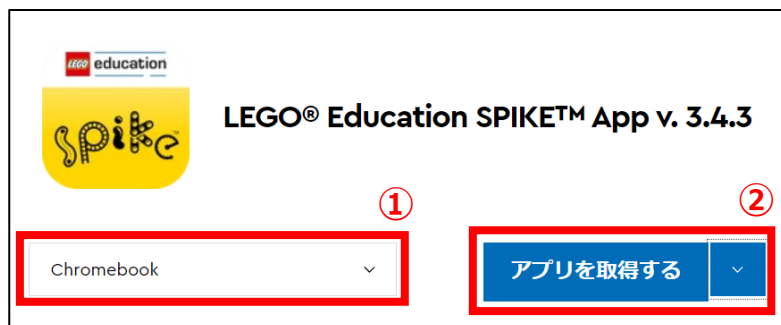 LEGO education
spike™
LEGO® Education SPIKE™ App v. 3.4.3
① ②
Chromebook アプリを取得する